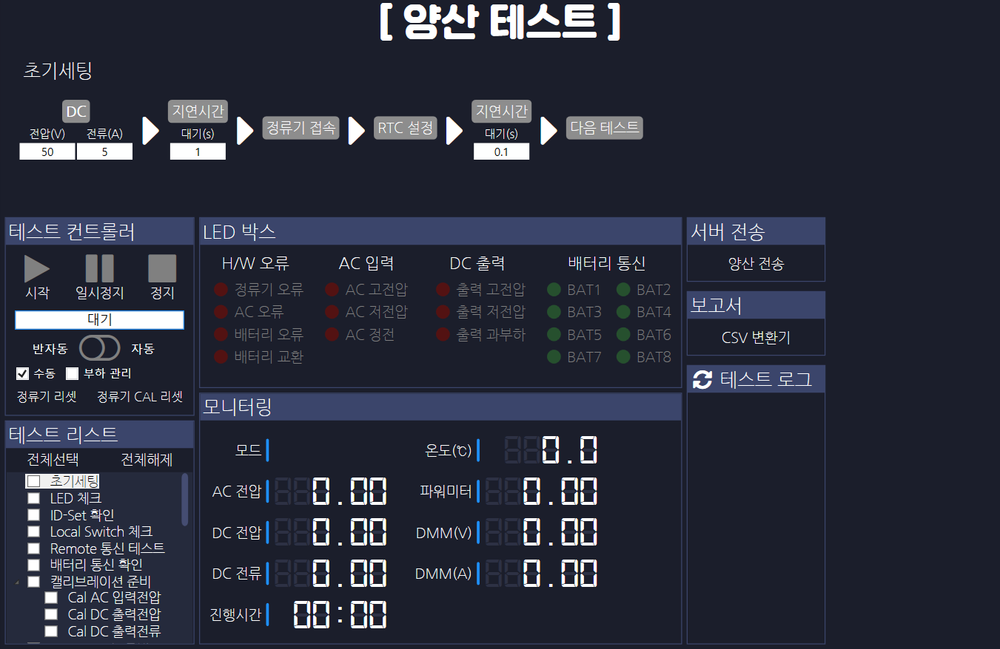 [ 양산 테스트 ]
초기세팅
DC
전압(V) 전류(A)
50 5
지연시간
대기(s)
1
정류기 접속
RTC 설정
지연시간
대기(s)
0.1
다음 테스트
테스트 컨트롤러
시작 일시정지 정지
대기
반자동 자동
수동 부하 관리
정류기 리셋 정류기 CAL 리셋
테스트 리스트
전체선택 전체해제
초기세팅
LED 체크
ID-Set 확인
Local Switch 체크
Remote 통신 테스트
배터리 통신 확인
캘리브레이션 준비
Cal AC 입력전압
Cal DC 출력전압
Cal DC 출력전류
LED 박스
H/W 오류 AC 입력 DC 출력 배터리 통신
정류기 오류 AC 고전압 출력 고전압 BAT1 BAT2
AC 오류 AC 저전압 출력 저전압 BAT3 BAT4
배터리 오류 AC 정전 출력 과부하 BAT5 BAT6
배터리 교환 BAT7 BAT8
모니터링
모드 온도(℃) 0.0
AC 전압 0.00 파워미터 0.00
DC 전압 0.00 DMM(V) 0.00
DC 전류 0.00 DMM(A) 0.00
진행시간 00:00
서버 전송
양산 전송
보고서
CSV 변환기
테스트 로그